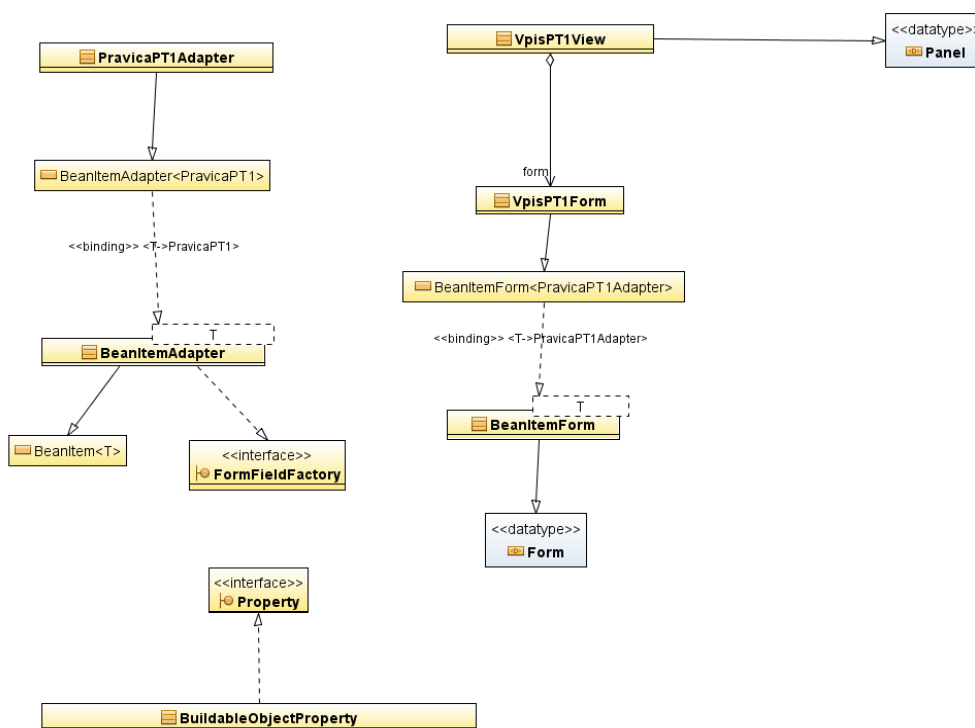 VpisPT1View
<<datatype>>
Panel
PravicaPT1Adapter
BeanItemAdapter<PravicaPT1>
form
VpisPT1Form
<<binding>> <T->PravicaPT1>
BeanItemForm<PravicaPT1Adapter>
T
BeanItemAdapter
<<binding>> <T->PravicaPT1Adapter>
T
BeanItemForm
BeanItem<T>
<<interface>>
FormFieldFactory
<<datatype>>
Form
<<interface>>
Property
BuildableObjectProperty